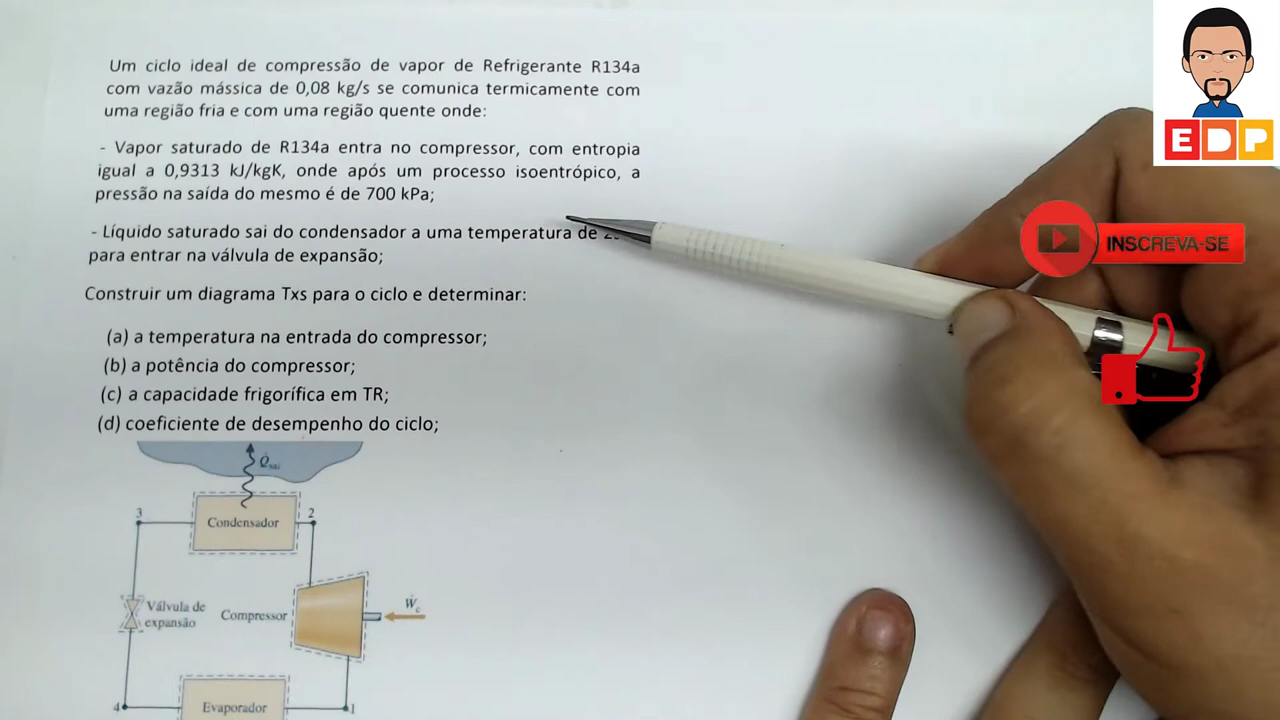 Um ciclo ideal de compressão de vapor de Refrigerante R134a
com vazão mássica de 0,08 kg/s se comunica termicamente com
uma região fria e com uma região quente onde:
- Vapor saturado de R134a entra no compressor, com entropia
igual a 0,9313 kJ/kgK, onde após um processo isoentrópico, a
pressão na saída do mesmo é de 700 kPa;
- Líquido saturado sai do condensador a uma temperatura de
para entrar na válvula de expansão;
Construir um diagrama Txs para o ciclo e determinar:
(a) a temperatura na entrada do compressor;
(b) a potência do compressor;
(c) a capacidade frigorífica em TR;
(d) coeficiente de desempenho do ciclo;
Q̇sai
3
Condensador
2
Válvula de
expansão
Compressor
Ẇc
4
Evaporador
1
EDP
INSCREVA-SE